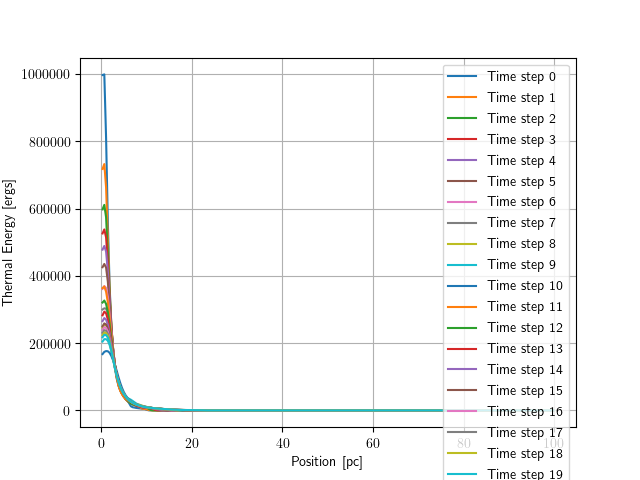 1000000
800000
600000
400000
200000
0
Thermal Energy [ergs]
0 20 40 60 80 100
Position [pc]
Time step 0
Time step 1
Time step 2
Time step 3
Time step 4
Time step 5
Time step 6
Time step 7
Time step 8
Time step 9
Time step 10
Time step 11
Time step 12
Time step 13
Time step 14
Time step 15
Time step 16
Time step 17
Time step 18
Time step 19